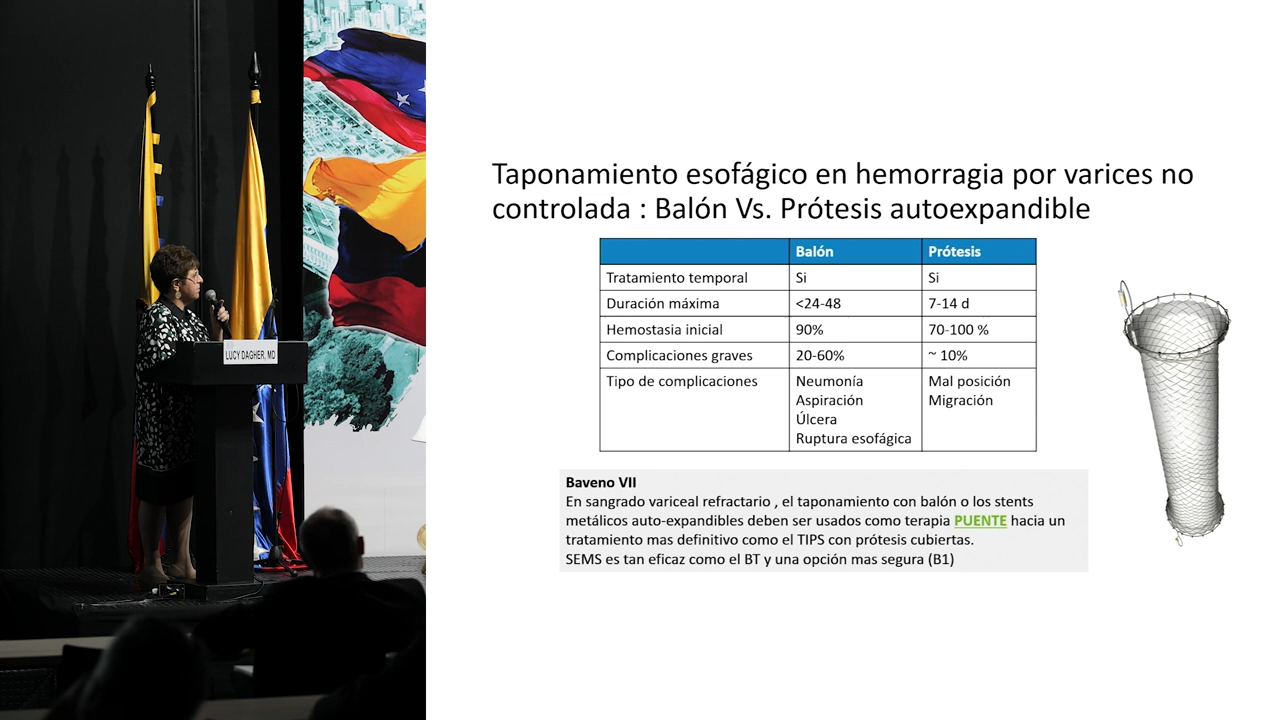 LUCY DAGHER, MD
Taponamiento esofágico en hemorragia por varices no
controlada : Balón Vs. Prótesis autoexpandible
Balón Prótesis
Tratamiento temporal Si Si
Duración máxima <24-48 7-14 d
Hemostasia inicial 90% 70-100 %
Complicaciones graves 20-60% ~ 10%
Tipo de complicaciones Neumonía Mal posición
Aspiración Migración
Úlcera
Ruptura esofágica
Baveno VII
En sangrado variceal refractario , el taponamiento con balón o los stents
metálicos auto-expandibles deben ser usados como terapia PUENTE hacia un
tratamiento mas definitivo como el TIPS con prótesis cubiertas.
SEMS es tan eficaz como el BT y una opción mas segura (B1)